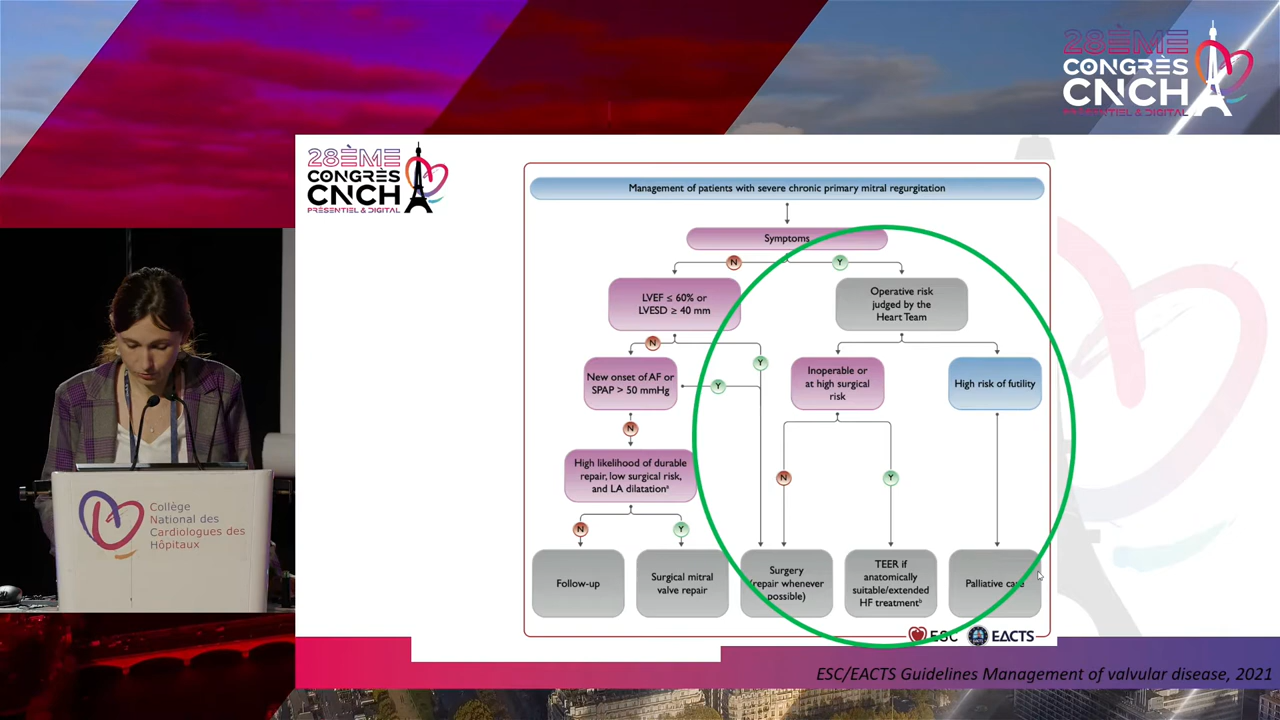 28ÈME
CONGRÈS
CNCH
PRÉSENTIEL & DIGITAL
28ÈME
CONGRÈS
CNCH
PRÉSENTIEL & DIGITAL
Management of patients with severe chronic primary mitral regurgitation
Symptoms
N
Y
LVEF ≤ 60% or
LVESD ≥ 40 mm
Operative risk
judged by the
Heart Team
N
Y
New onset of AF or
SPAP > 50 mmHg
Y
Inoperable or
at high surgical
risk
High risk of futility
N
High likelihood of durable
repair, low surgical risk,
and LA dilatationᵃ
N
Y
N
Y
Follow-up
Surgical mitral
valve repair
Surgery
(repair whenever
possible)
TEER if
anatomically
suitable/extended
HF treatmentᵇ
Palliative care
ESC
EACTS
ESC/EACTS Guidelines Management of valvular disease, 2021
Collège
National des
Cardiologues des
Hôpitaux